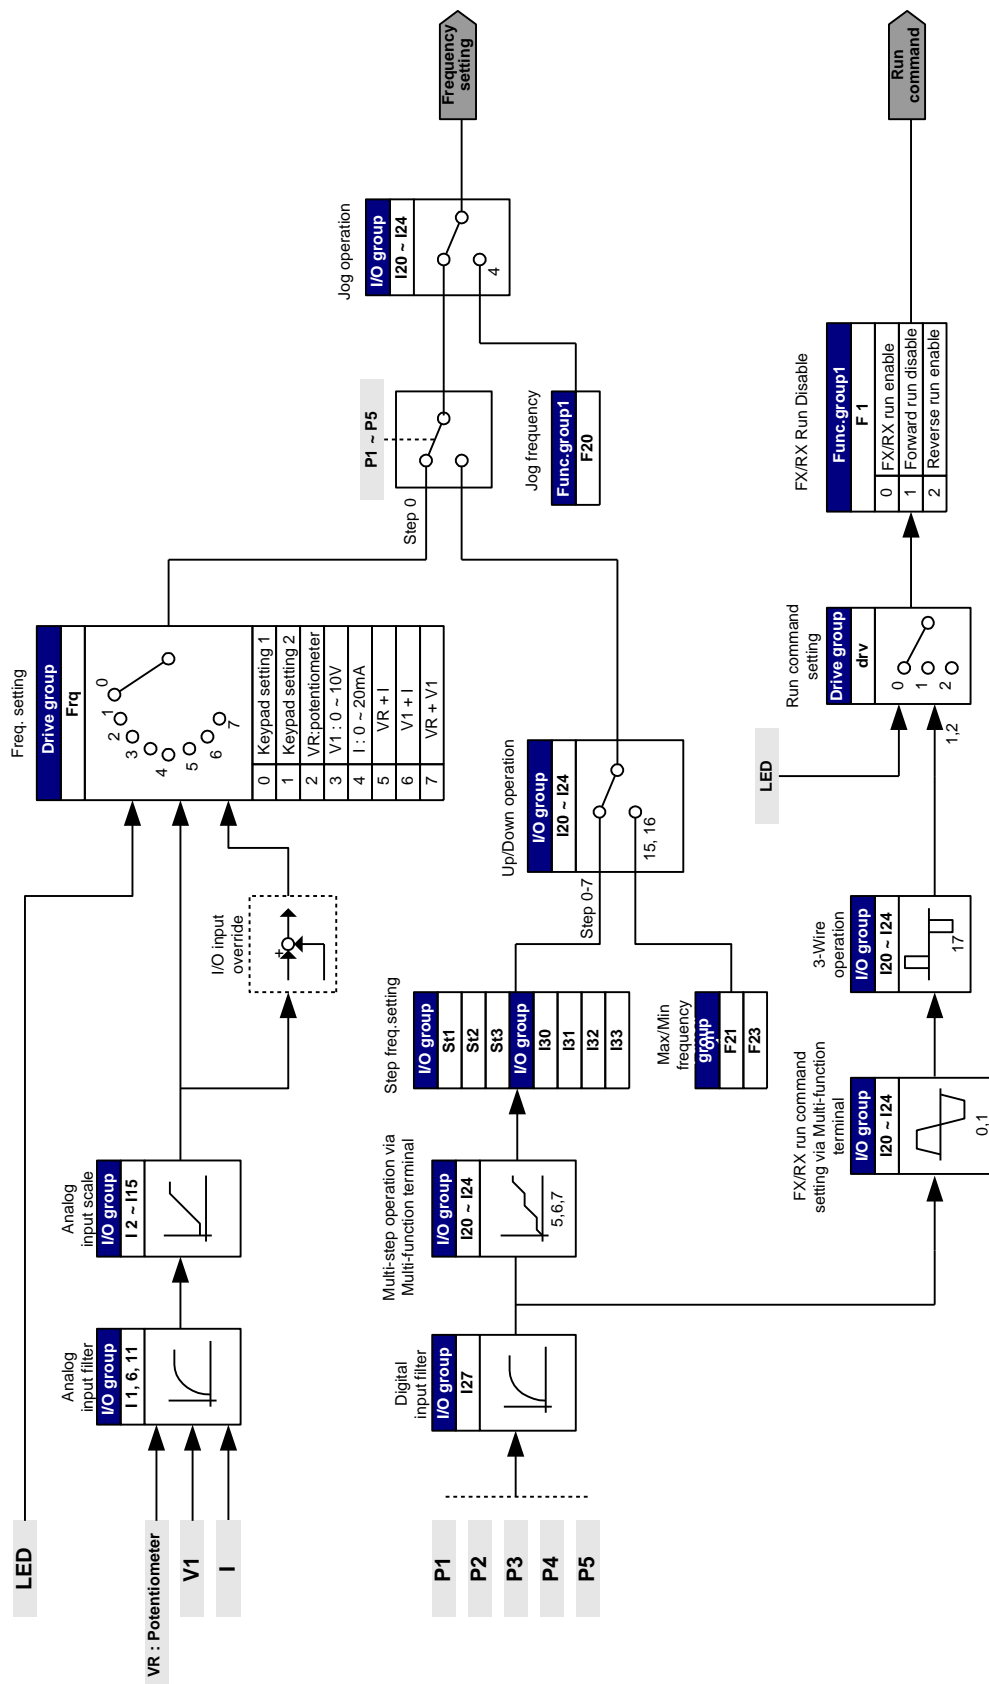 LED
VR : Potentiometer
V1
I
Analog
input filter
I/O group
I 1, 6, 11
Analog
input scale
I/O group
I 2 ~ I15
I/O input
override
+
Freq. setting
Drive group
Frq
0
1
2
3
4
5
6
7
0 Keypad setting 1
1 Keypad setting 2
2 VR:potentiometer
3 V1 : 0 ~ 10V
4 I : 0 ~ 20mA
5 VR + I
6 V1 + I
7 VR + V1
P1
P2
P3
P4
P5
Digital
input filter
I/O group
I27
Multi-step operation via
Multi-function terminal
I/O group
I20 ~ I24
5,6,7
Step freq.setting
I/O group
St1
St2
St3
I/O group
I30
I31
I32
I33
Max/Min
frequency
group
F21
F23
Step 0-7
Up/Down operation
I/O group
I20 ~ I24
15, 16
Step 0
P1 ~ P5
Jog frequency
Func.group1
F20
Jog operation
I/O group
I20 ~ I24
4
Frequency
setting
FX/RX run command
setting via Multi-function
terminal
I/O group
I20 ~ I24
0,1
3-Wire
operation
I/O group
I20 ~ I24
17
LED
1,2
Run command
setting
Drive group
drv
0
1
2
FX/RX Run Disable
Func.group1
F 1
0 FX/RX run enable
1 Forward run disable
2 Reverse run enable
Run
command